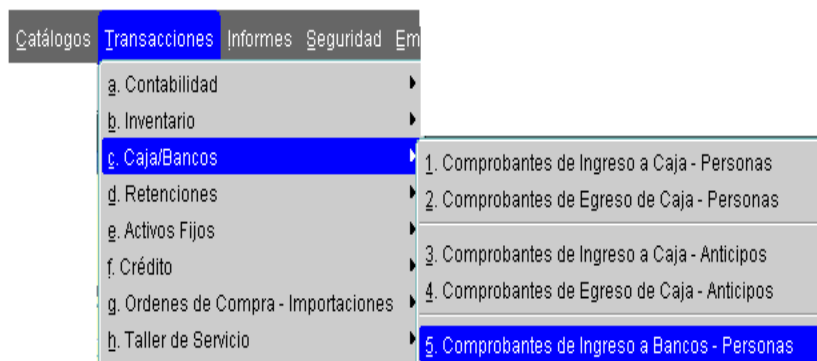 Catálogos Transacciones Informes Seguridad Em
a. Contabilidad
b. Inventario
c. Caja/Bancos
d. Retenciones
e. Activos Fijos
f. Crédito
g. Ordenes de Compra - Importaciones
h. Taller de Servicio
1. Comprobantes de Ingreso a Caja - Personas
2. Comprobantes de Egreso de Caja - Personas
3. Comprobantes de Ingreso a Caja - Anticipos
4. Comprobantes de Egreso de Caja - Anticipos
5. Comprobantes de Ingreso a Bancos - Personas